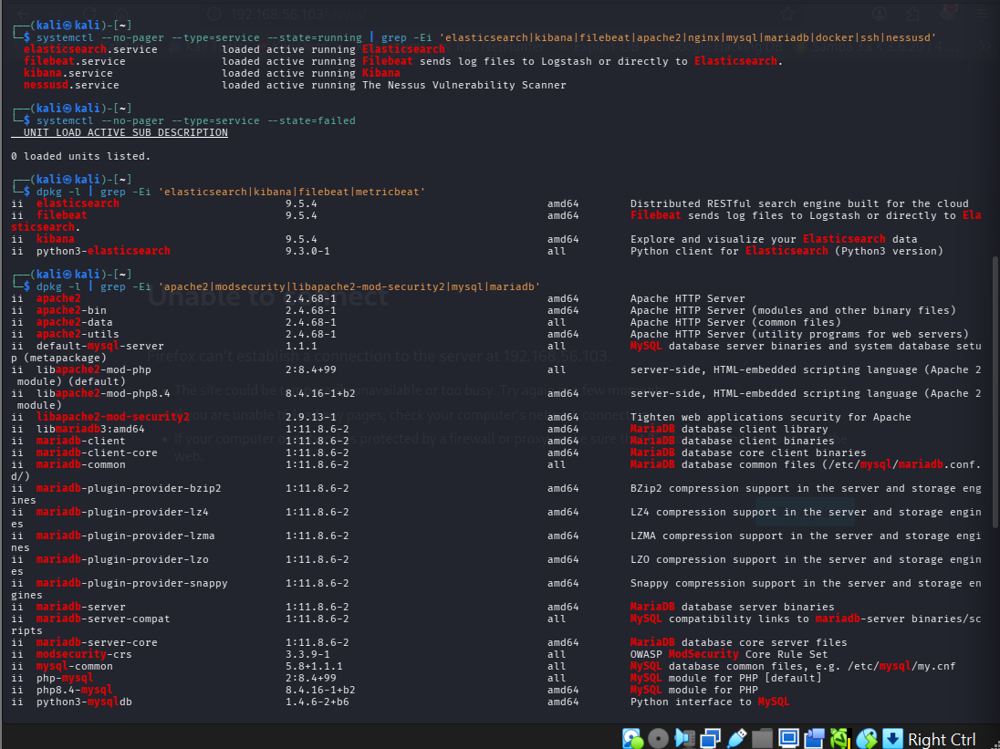 192.168.56.103/
┌──(kali㉿kali)-[~]
└─$ systemctl --no-pager --type=service --state=running | grep -Ei 'elasticsearch|kibana|filebeat|apache2|nginx|mysql|mariadb|docker|ssh|nessusd'
elasticsearch.service loaded active running Elasticsearch
filebeat.service loaded active running Filebeat sends log files to Logstash or directly to Elasticsearch.
kibana.service loaded active running Kibana
nessusd.service loaded active running The Nessus Vulnerability Scanner
┌──(kali㉿kali)-[~]
└─$ systemctl --no-pager --type=service --state=failed
UNIT LOAD ACTIVE SUB DESCRIPTION
0 loaded units listed.
┌──(kali㉿kali)-[~]
└─$ dpkg -l | grep -Ei 'elasticsearch|kibana|filebeat|metricbeat'
ii elasticsearch 9.5.4 amd64 Distributed RESTful search engine built for the cloud
ii filebeat 9.5.4 amd64 Filebeat sends log files to Logstash or directly to Ela
sticsearch.
ii kibana 9.5.4 amd64 Explore and visualize your Elasticsearch data
ii python3-elasticsearch 9.3.0-1 all Python client for Elasticsearch (Python3 version)
┌──(kali㉿kali)-[~]
└─$ dpkg -l | grep -Ei 'apache2|modsecurity|libapache2-mod-security2|mysql|mariadb'
Unable to connect
ii apache2 2.4.68-1 amd64 Apache HTTP Server
ii apache2-bin 2.4.68-1 amd64 Apache HTTP Server (modules and other binary files)
ii apache2-data 2.4.68-1 all Apache HTTP Server (common files)
ii apache2-utils 2.4.68-1 amd64 Apache HTTP Server (utility programs for web servers)
ii default-mysql-server 1.1.1 all MySQL database server binaries and system database setu
p (metapackage)
Firefox can't establish a connection to the server at 192.168.56.103.
ii libapache2-mod-php 2:8.4+99 all server-side, HTML-embedded scripting language (Apache 2
module) (default)
The site could be unavailable or too busy. Try again few
ii libapache2-mod-php8.4 8.4.16-1+b2 amd64 server-side, HTML-embedded scripting language (Apache 2
module)
you are unable pages, check your computer's connec
ii libapache2-mod-security2 2.9.13-1 amd64 Tighten web applications security for Apache
ii libmariadb3:amd64 1:11.8.6-2 amd64 MariaDB database client library
If your computer protected by a firewall or proxy, sure the
ii mariadb-client 1:11.8.6-2 amd64 MariaDB database client binaries
ii mariadb-client-core 1:11.8.6-2 amd64 MariaDB database core client binaries
web.
ii mariadb-common 1:11.8.6-2 all MariaDB database common files (/etc/mysql/mariadb.conf.
d/)
ii mariadb-plugin-provider-bzip2 1:11.8.6-2 amd64 BZip2 compression support in the server and storage eng
ines
ii mariadb-plugin-provider-lz4 1:11.8.6-2 amd64 LZ4 compression support in the server and storage engin
es
ii mariadb-plugin-provider-lzma 1:11.8.6-2 amd64 LZMA compression support in the server and storage engi
nes
ii mariadb-plugin-provider-lzo 1:11.8.6-2 amd64 LZO compression support in the server and storage engin
es
ii mariadb-plugin-provider-snappy 1:11.8.6-2 amd64 Snappy compression support in the server and storage en
gines
ii mariadb-server 1:11.8.6-2 amd64 MariaDB database server binaries
ii mariadb-server-compat 1:11.8.6-2 all MySQL compatibility links to mariadb-server binaries/sc
ripts
ii mariadb-server-core 1:11.8.6-2 amd64 MariaDB database core server files
ii modsecurity-crs 3.3.9-1 all OWASP ModSecurity Core Rule Set
ii mysql-common 5.8+1.1.1 all MySQL database common files, e.g. /etc/mysql/my.cnf
ii php-mysql 2:8.4+99 all MySQL module for PHP [default]
ii php8.4-mysql 8.4.16-1+b2 amd64 MySQL module for PHP
ii python3-mysqldb 1.4.6-2+b6 amd64 Python interface to MySQL
Right Ctrl